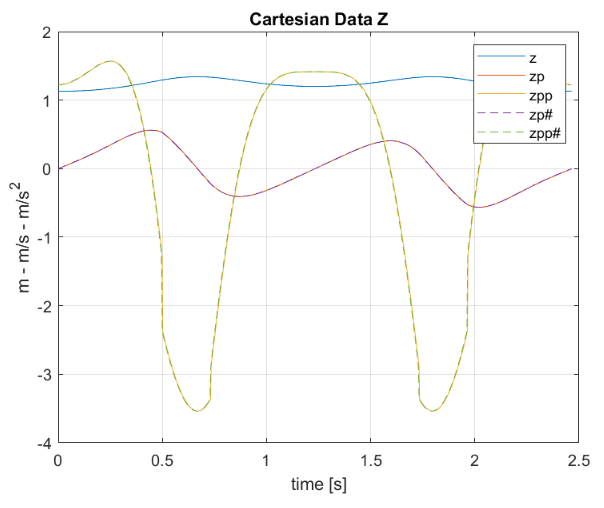 Cartesian Data Z
z
zp
zpp
zp#
zpp#
2
1
0
-1
-2
-3
-4
m - m/s - m/s²
0
0.5
1
1.5
2
2.5
time [s]